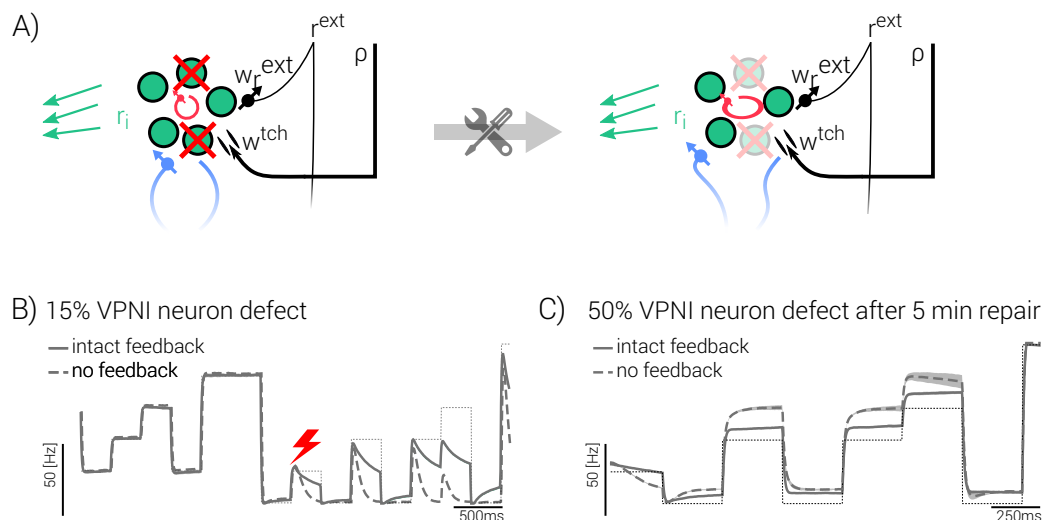 A)
r^ext
ρ
w_r^ext
r_i
w^tch
r^ext
ρ
w_r^ext
r_i
w^tch
B) 15% VPNI neuron defect
intact feedback
no feedback
50 [Hz]
500ms
C) 50% VPNI neuron defect after 5 min repair
intact feedback
no feedback
50 [Hz]
250ms